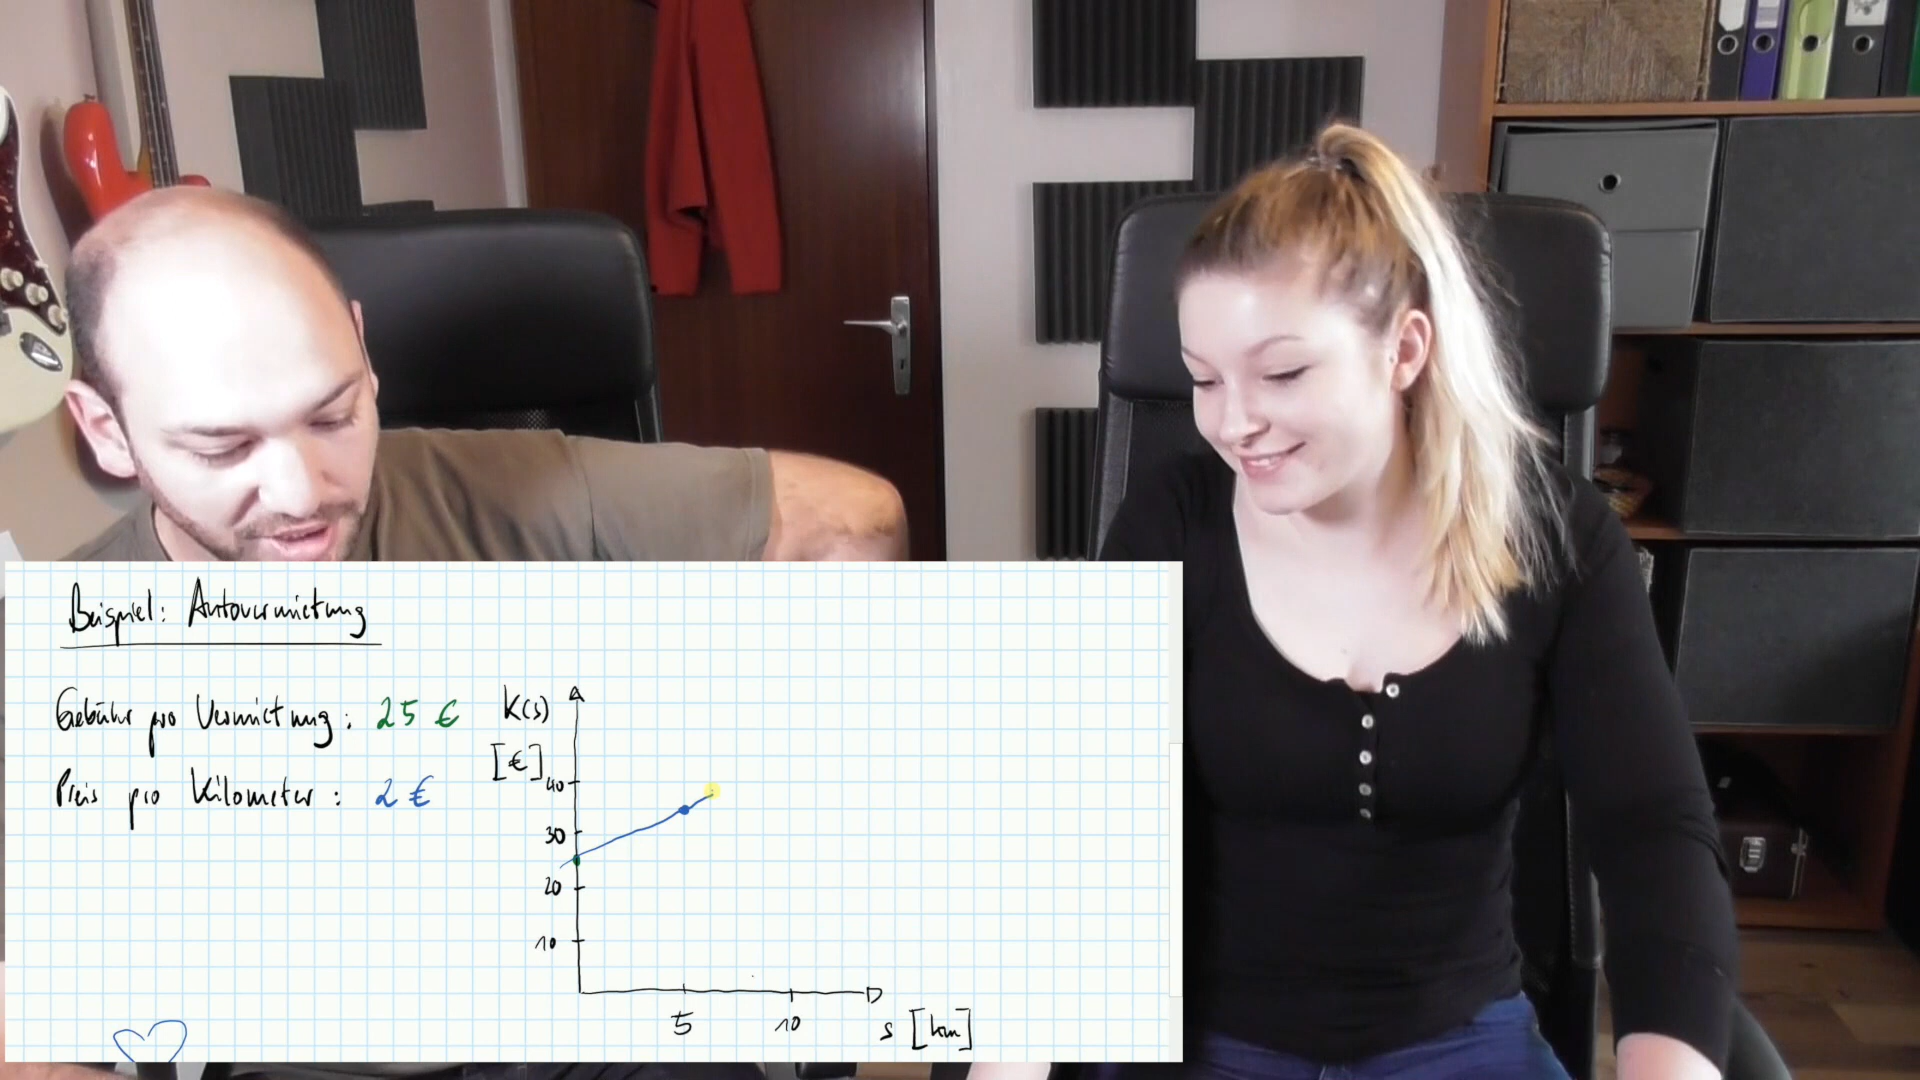 Beispiel: Autovermietung
Gebühr pro Vermietung: 25 €
Preis pro Kilometer: 2 €
K(s)
[€]
40
30
20
10
5
10
s [km]